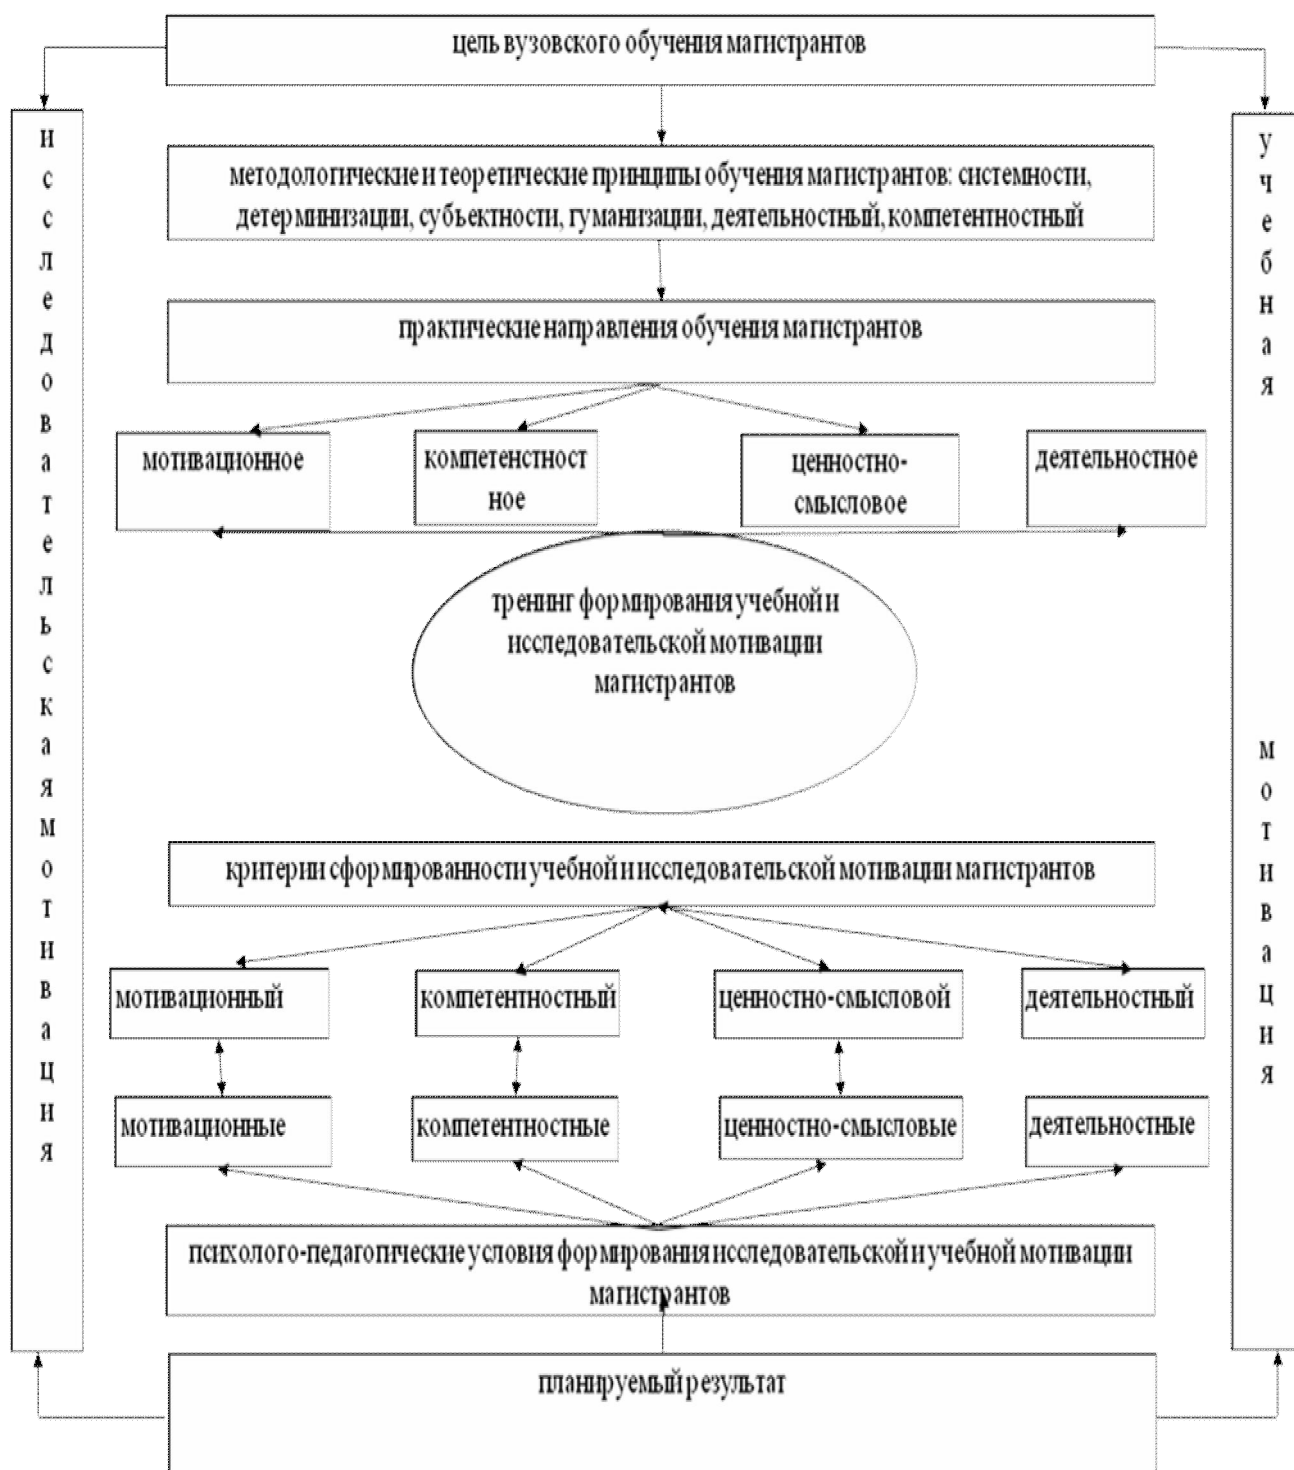 цель вузовского обучения магистрантов
исследовательская мотивация
учебная мотивация
методологические и теоретические принципы обучения магистрантов: системности,
детерминизации, субъектности, гуманизации, деятельностный, компетентностный
практические направления обучения магистрантов
мотивационное
компетенстност
ное
ценностно-
смысловое
деятельностное
тренинг формирования учебной и
исследовательской мотивации
магистрантов
критерии сформированности учебной и исследовательской мотивации магистрантов
мотивационный
компетентностный
ценностно-смысловой
деятельностный
мотивационные
компетентностные
ценностно-смысловые
деятельностные
психолого-педагогические условия формирования исследовательской и учебной мотивации
магистрантов
планируемый результат